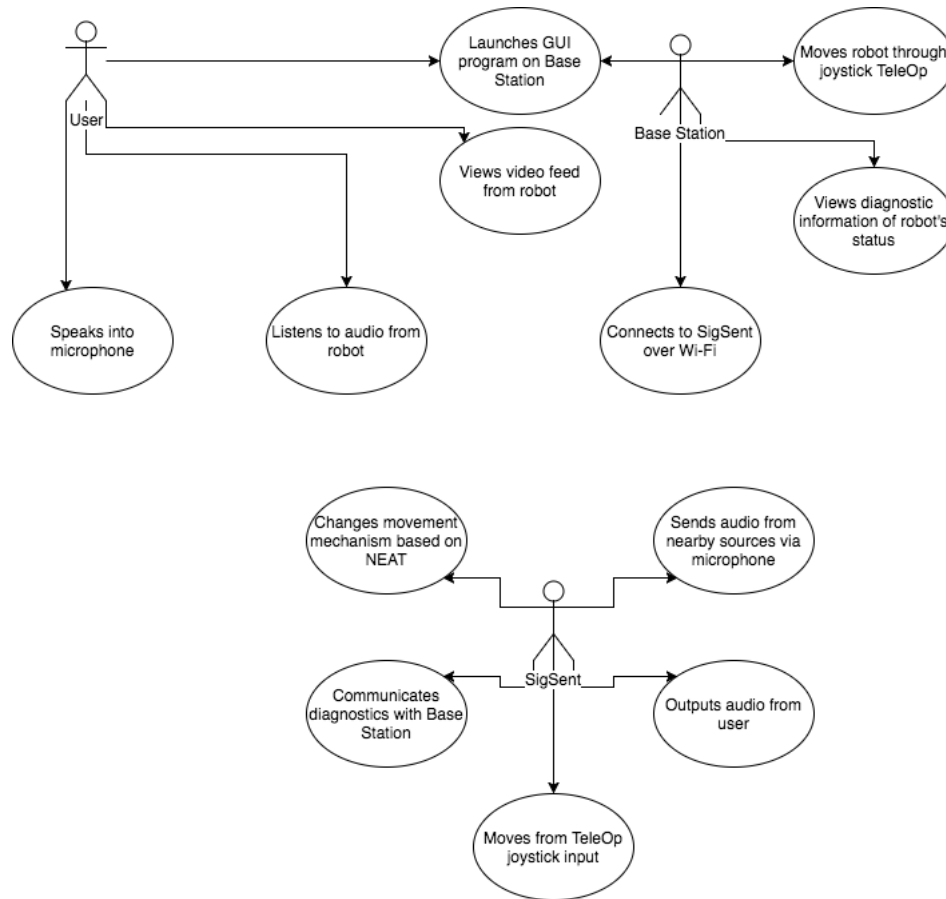 Launches GUI
program on Base
Station
Moves robot through
joystick TeleOp
User
Base Station
Views video feed
from robot
Views diagnostic
information of robot's
status
Speaks into
microphone
Listens to audio from
robot
Connects to SigSent
over Wi-Fi
Changes movement
mechanism based on
NEAT
Sends audio from
nearby sources via
microphone
SigSent
Communicates
diagnostics with Base
Station
Outputs audio from
user
Moves from TeleOp
joystick input